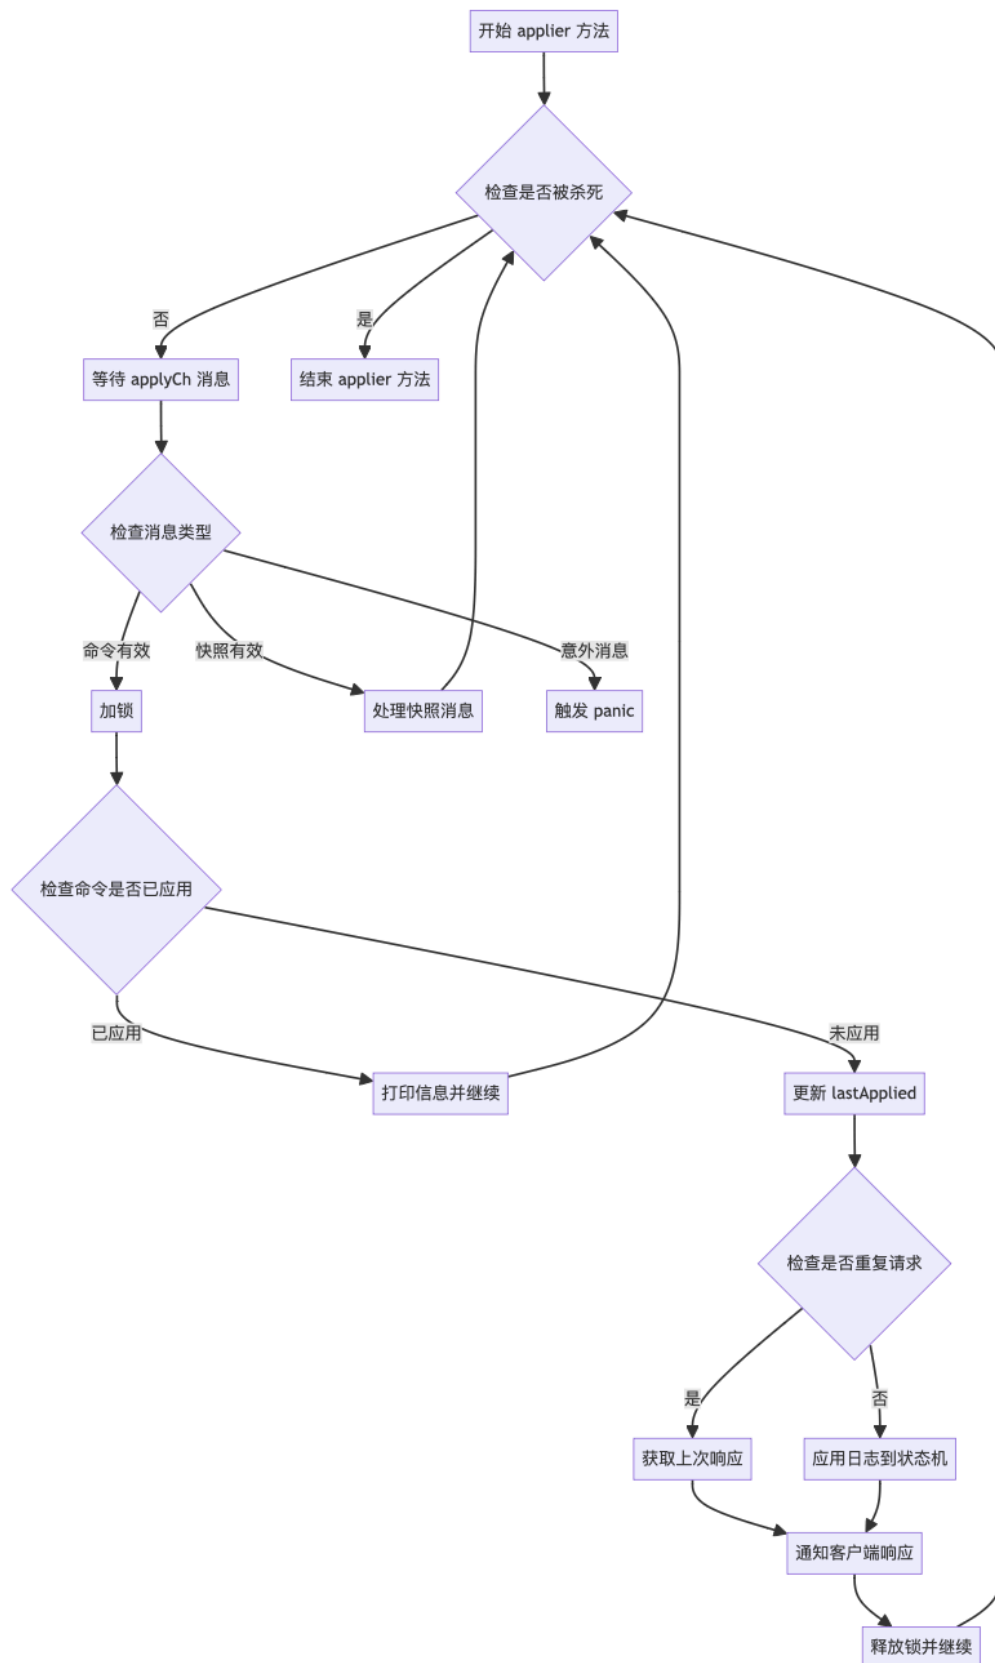 开始 applier 方法
检查是否被杀死
否
是
等待 applyCh 消息
结束 applier 方法
检查消息类型
命令有效
快照有效
意外消息
加锁
处理快照消息
触发 panic
检查命令是否已应用
已应用
未应用
打印信息并继续
更新 lastApplied
检查是否重复请求
是
否
获取上次响应
应用日志到状态机
通知客户端响应
释放锁并继续